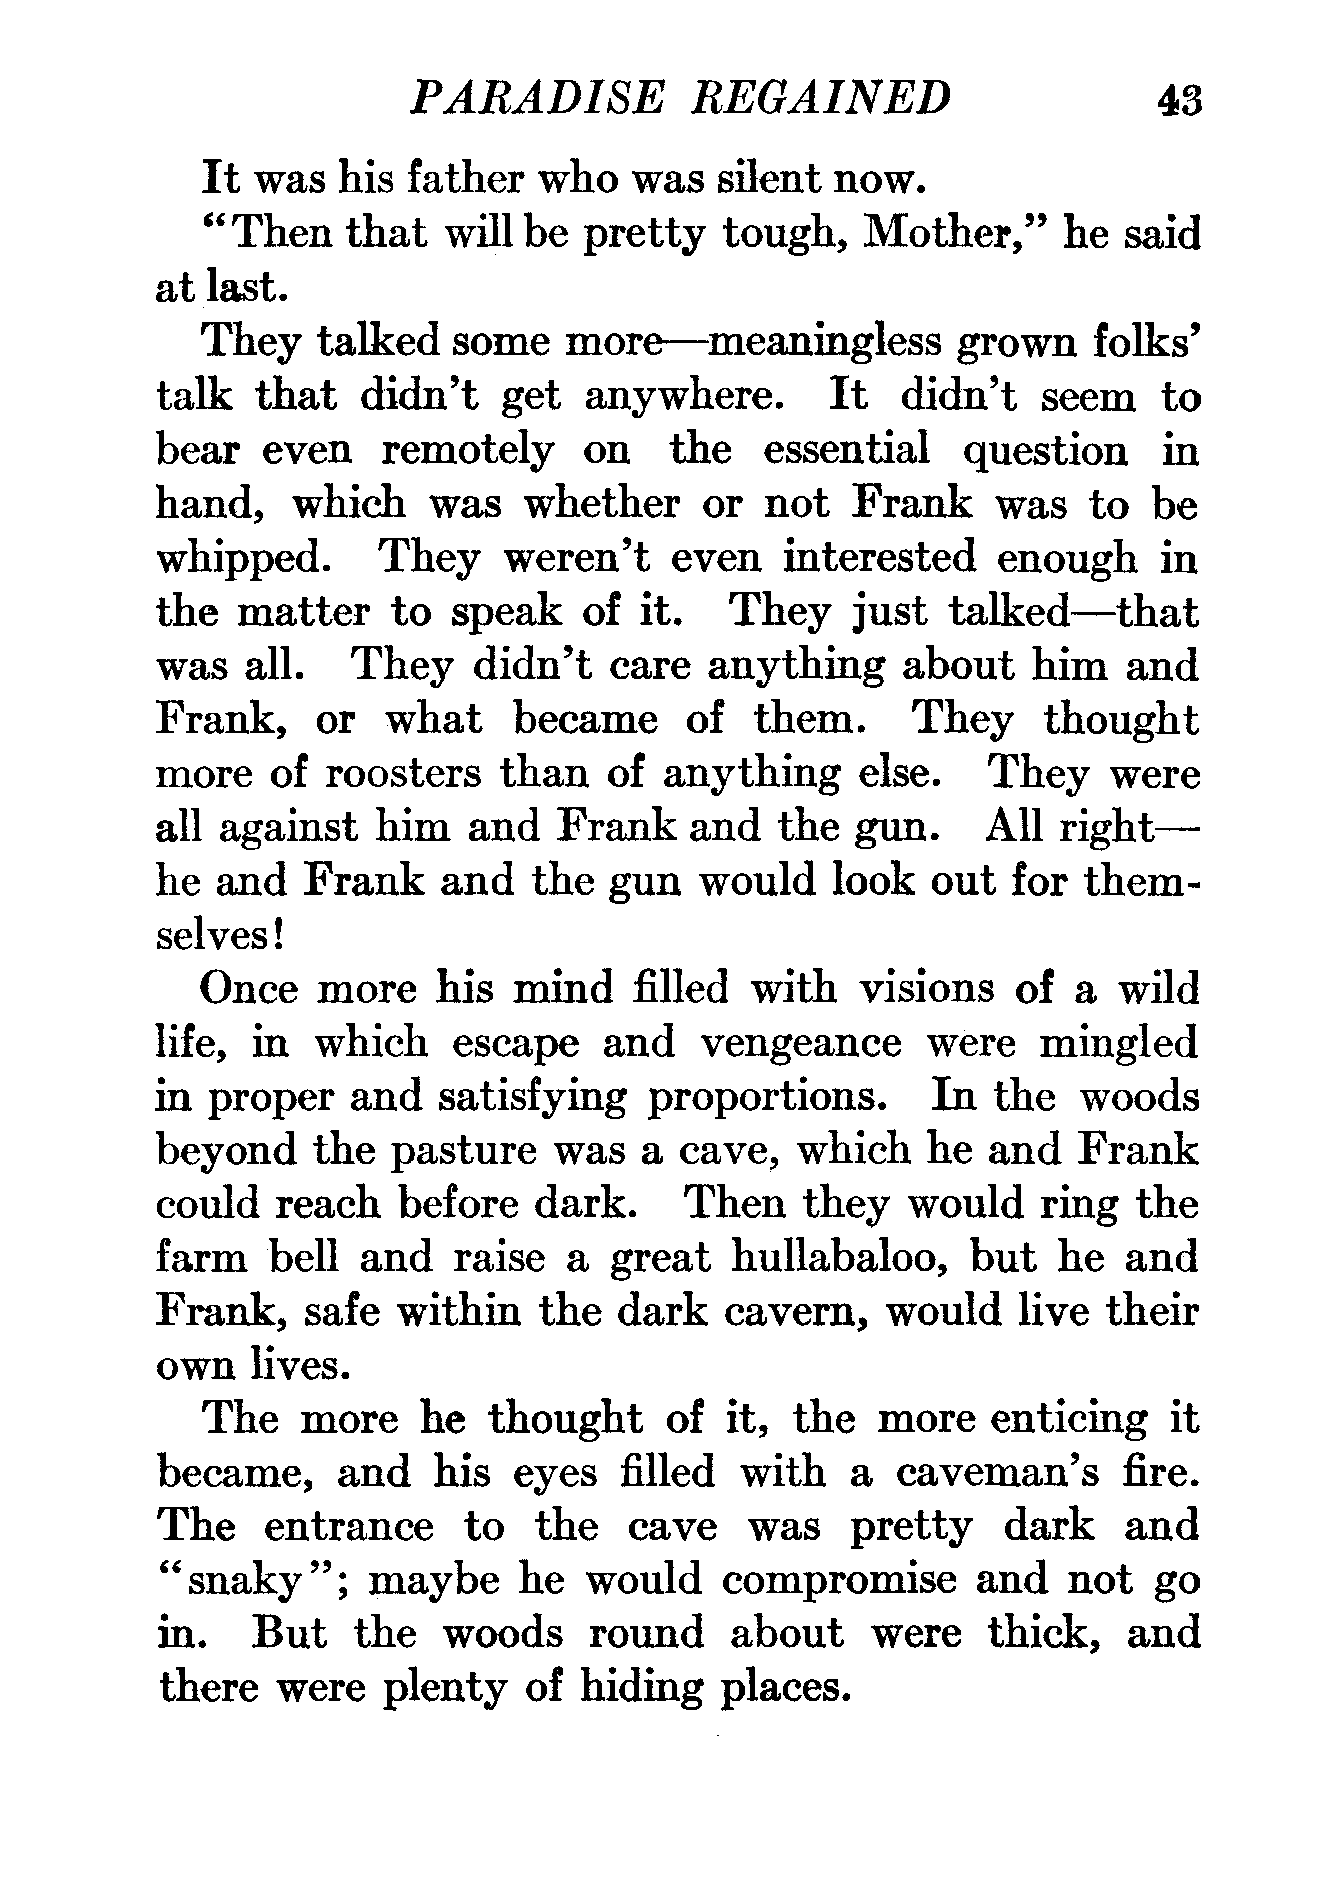 PARADISE REGAINED 43
It was his father who was silent now.
“Then that will be pretty tough, Mother,” he said
at last.
They talked some more—meaningless grown folks’
talk that didn’t get anywhere. It didn’t seem to
bear even remotely on the essential question in
hand, which was whether or not Frank was to be
whipped. They weren’t even interested enough in
the matter to speak of it. They just talked—that
was all. They didn’t care anything about him and
Frank, or what became of them. They thought
more of roosters than of anything else. They were
all against him and Frank and the gun. All right—
he and Frank and the gun would look out for them-
selves!
Once more his mind filled with visions of a wild
life, in which escape and vengeance were mingled
in proper and satisfying proportions. In the woods
beyond the pasture was a cave, which he and Frank
could reach before dark. Then they would ring the
farm bell and raise a great hullabaloo, but he and
Frank, safe within the dark cavern, would live their
own lives.
The more he thought of it, the more enticing it
became, and his eyes filled with a caveman’s fire.
The entrance to the cave was pretty dark and
“snaky”; maybe he would compromise and not go
in. But the woods round about were thick, and
there were plenty of hiding places.